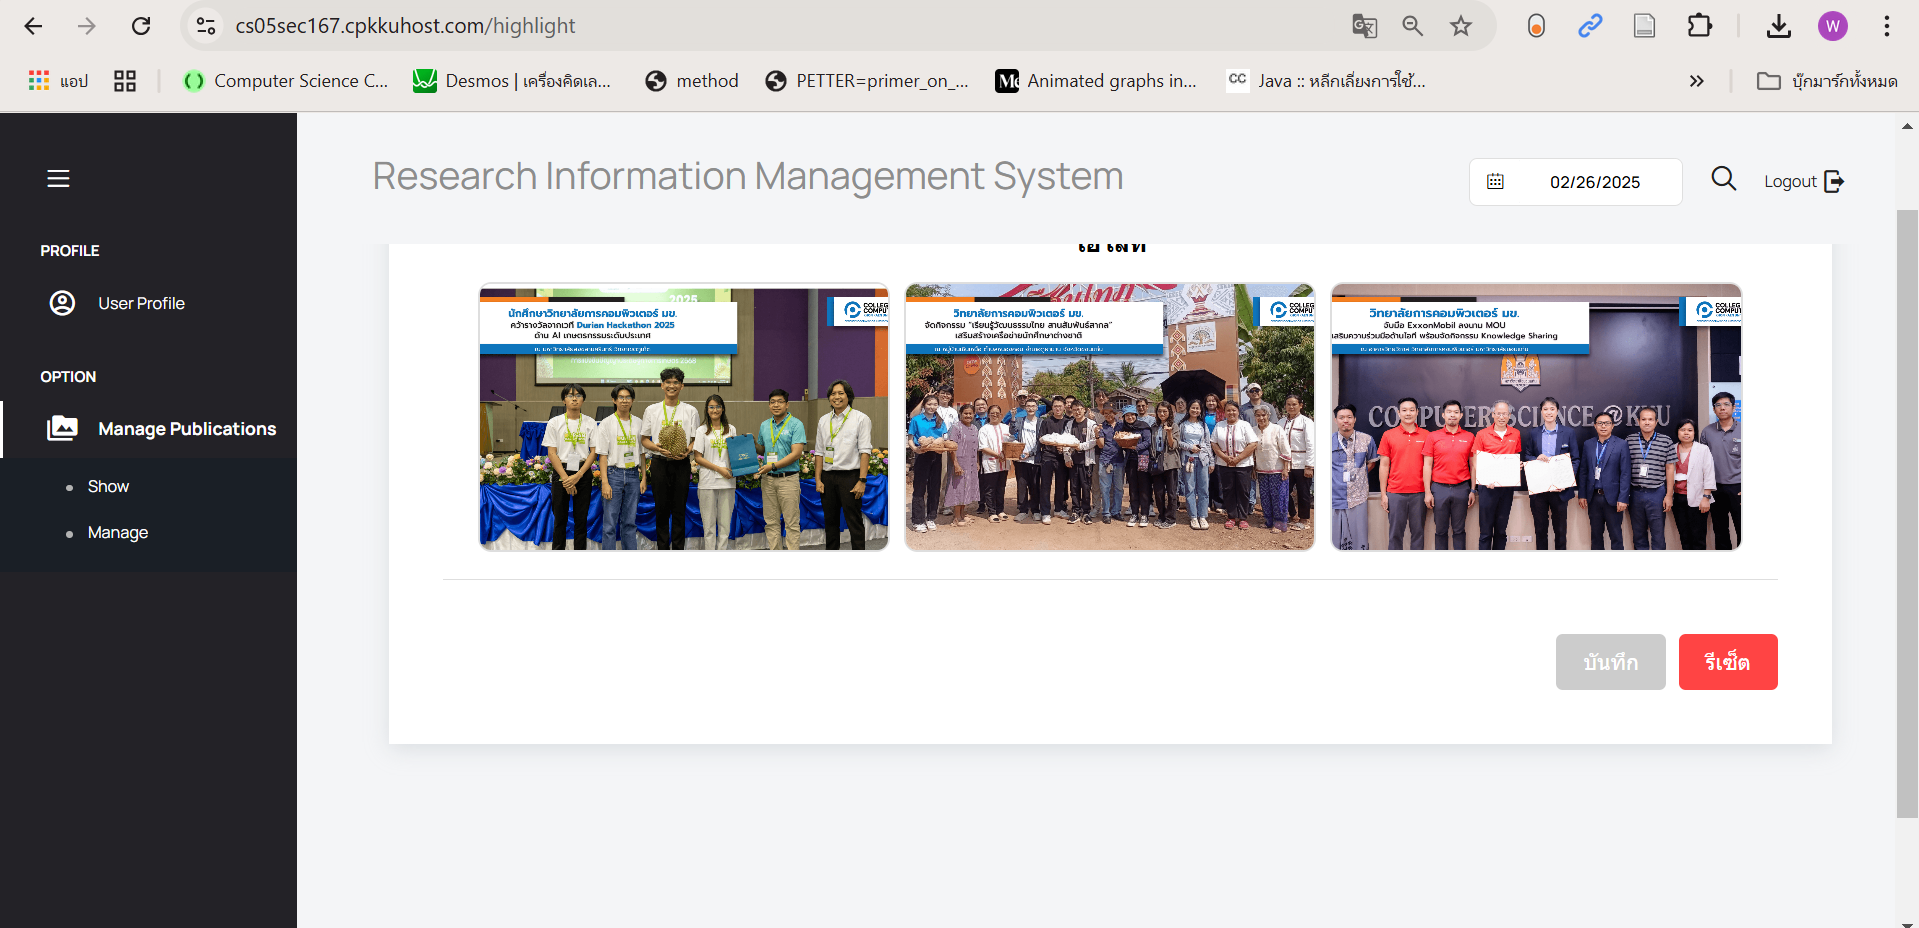 cs05sec167.cpkkuhost.com/highlight
W
แอป
Computer Science C...
Desmos | เครื่องคิดเล...
method
PETTER=primer_on_...
Animated graphs in...
CC
Java :: หลีกเลี่ยงการใช้...
»
บุ๊กมาร์กทั้งหมด
Research Information Management System
02/26/2025
Logout
PROFILE
User Profile
OPTION
Manage Publications
Show
Manage
2025
นักศึกษาวิทยาลัยการคอมพิวเตอร์ มข.
คว้ารางวัลจากเวที Durian Hackathon 2025
ด้าน AI เกษตรกรรมระดับประเทศ
วิทยาลัยการคอมพิวเตอร์ มข.
จัดกิจกรรม "เรียนรู้วัฒนธรรมไทย สานสัมพันธ์สากล"
เสริมสร้างเครือข่ายนักศึกษาต่างชาติ
วิทยาลัยการคอมพิวเตอร์ มข.
จับมือ ExxonMobil ลงนาม MOU
เสริมความร่วมมือด้านไอที พร้อมจัดกิจกรรม Knowledge Sharing
COMPUTER SCIENCE @KKU
บันทึก
รีเซ็ต